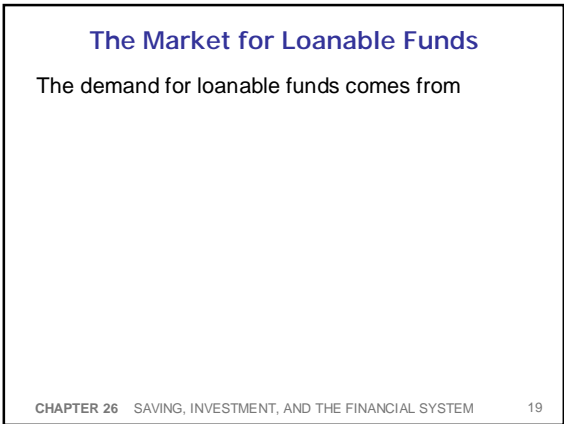 The Market for Loanable Funds
The demand for loanable funds comes from
CHAPTER 26 SAVING, INVESTMENT, AND THE FINANCIAL SYSTEM 19